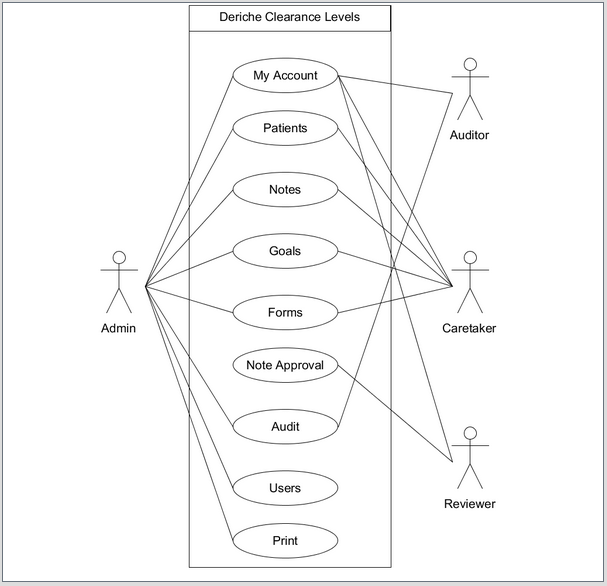 Deriche Clearance Levels
My Account
Patients
Auditor
Notes
Goals
Admin
Caretaker
Forms
Note Approval
Audit
Users
Reviewer
Print